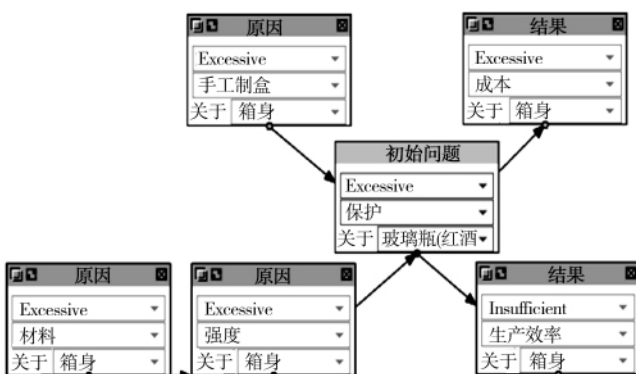 原因
Excessive
手工制盒
关于 箱身
结果
Excessive
成本
关于 箱身
初始问题
Excessive
保护
关于 玻璃瓶(红酒
原因
Excessive
材料
关于 箱身
原因
Excessive
强度
关于 箱身
结果
Insufficient
生产效率
关于 箱身